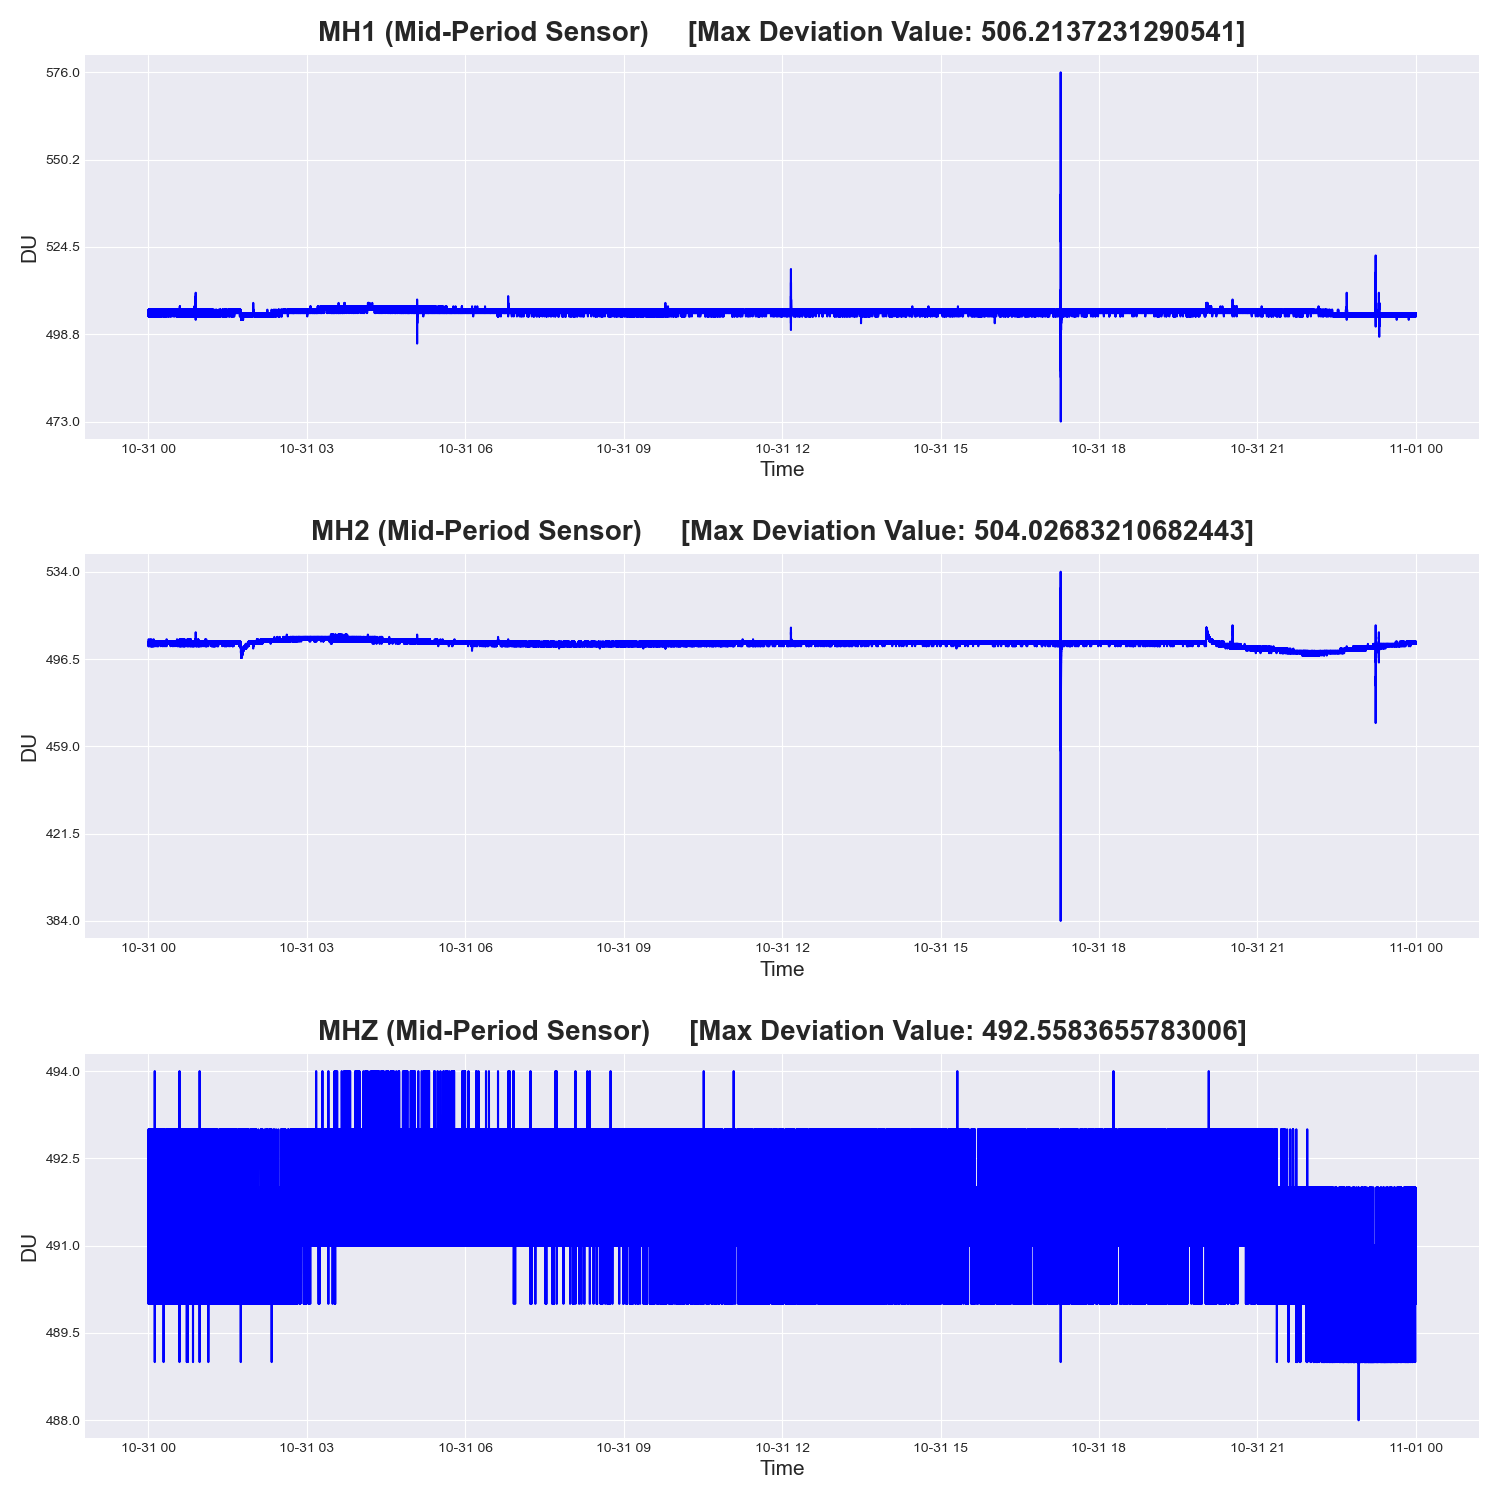 MH1 (Mid-Period Sensor) [Max Deviation Value: 506.2137231290541]
576.0
550.2
524.5
498.8
473.0
DU
10-31 00 10-31 03 10-31 06 10-31 09 10-31 12 10-31 15 10-31 18 10-31 21 11-01 00
Time
MH2 (Mid-Period Sensor) [Max Deviation Value: 504.02683210682443]
534.0
496.5
459.0
421.5
384.0
DU
10-31 00 10-31 03 10-31 06 10-31 09 10-31 12 10-31 15 10-31 18 10-31 21 11-01 00
Time
MHZ (Mid-Period Sensor) [Max Deviation Value: 492.5583655783006]
494.0
492.5
491.0
489.5
488.0
DU
10-31 00 10-31 03 10-31 06 10-31 09 10-31 12 10-31 15 10-31 18 10-31 21 11-01 00
Time